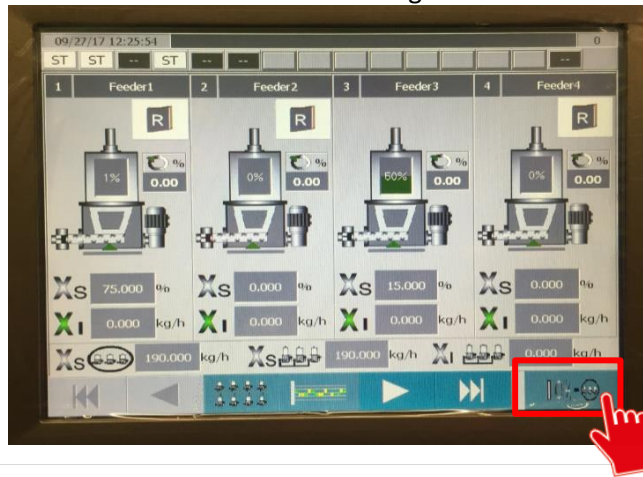 09/27/17 12:25:54 0
ST ST -- ST -- -- --
1 Feeder1 2 Feeder2 3 Feeder3 4 Feeder4
R R R
% % % %
1% 0.00 0% 0.00 60% 0.00 0% 0.00
XS 75.000 % XS 0.000 % XS 15.000 % XS 0.000 %
XI 0.000 kg/h XI 0.000 kg/h XI 0.000 kg/h XI 0.000 kg/h
XS 190.000 kg/h XS 190.000 kg/h XI 0.000 kg/h